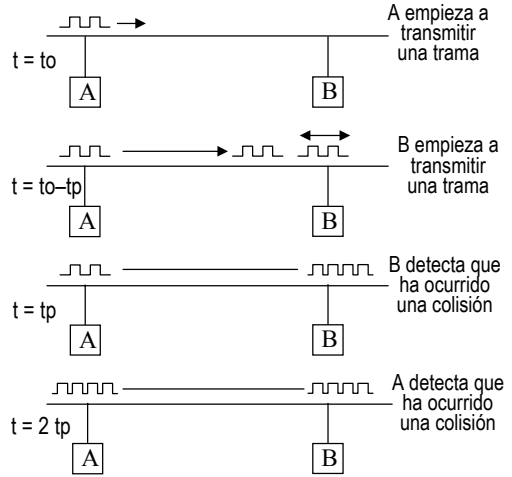 A empieza a
transmitir
una trama
t = to
A
B
B empieza a
transmitir
una trama
t = to–tp
A
B
B detecta que
ha ocurrido
una colisión
t = tp
A
B
A detecta que
ha ocurrido
una colisión
t = 2 tp
A
B